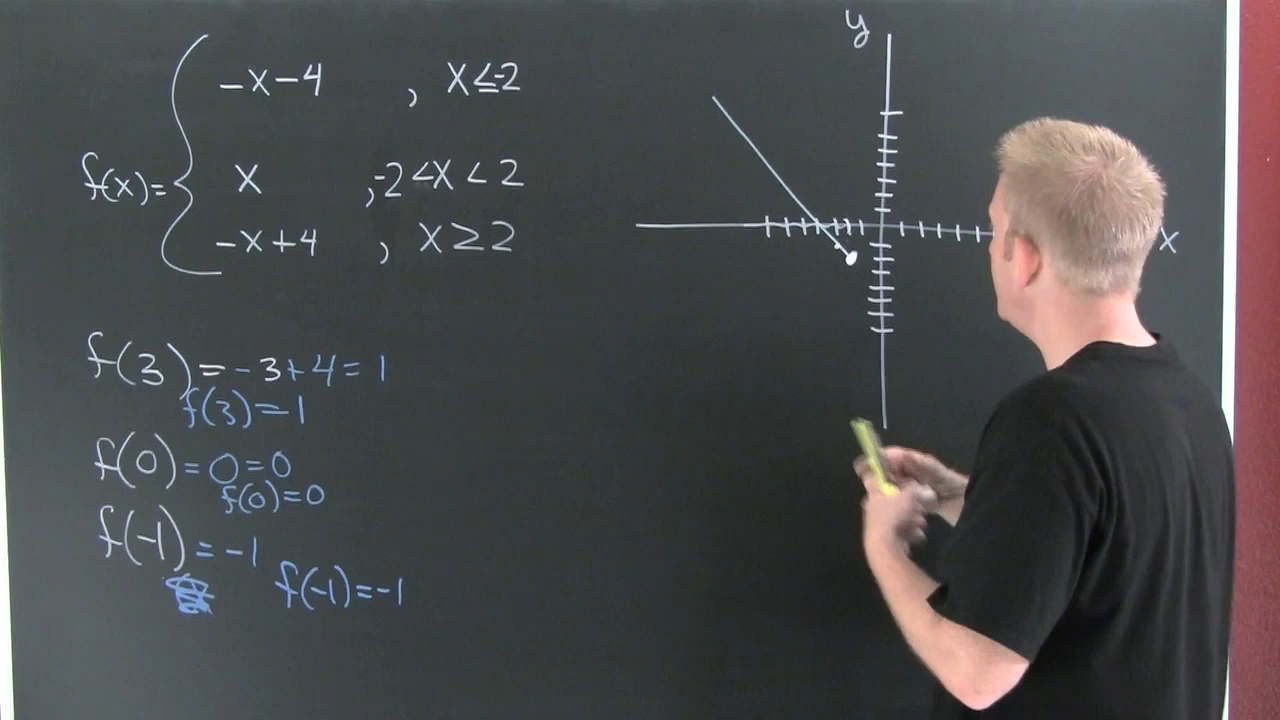 f(x)= { -x-4 , x≤-2
x , -2<x<2
-x+4 , x≥2
f(3)=-3+4=1
f(3)=1
f(0)=0=0
f(0)=0
f(-1)=-1
f(-1)=-1
y
x